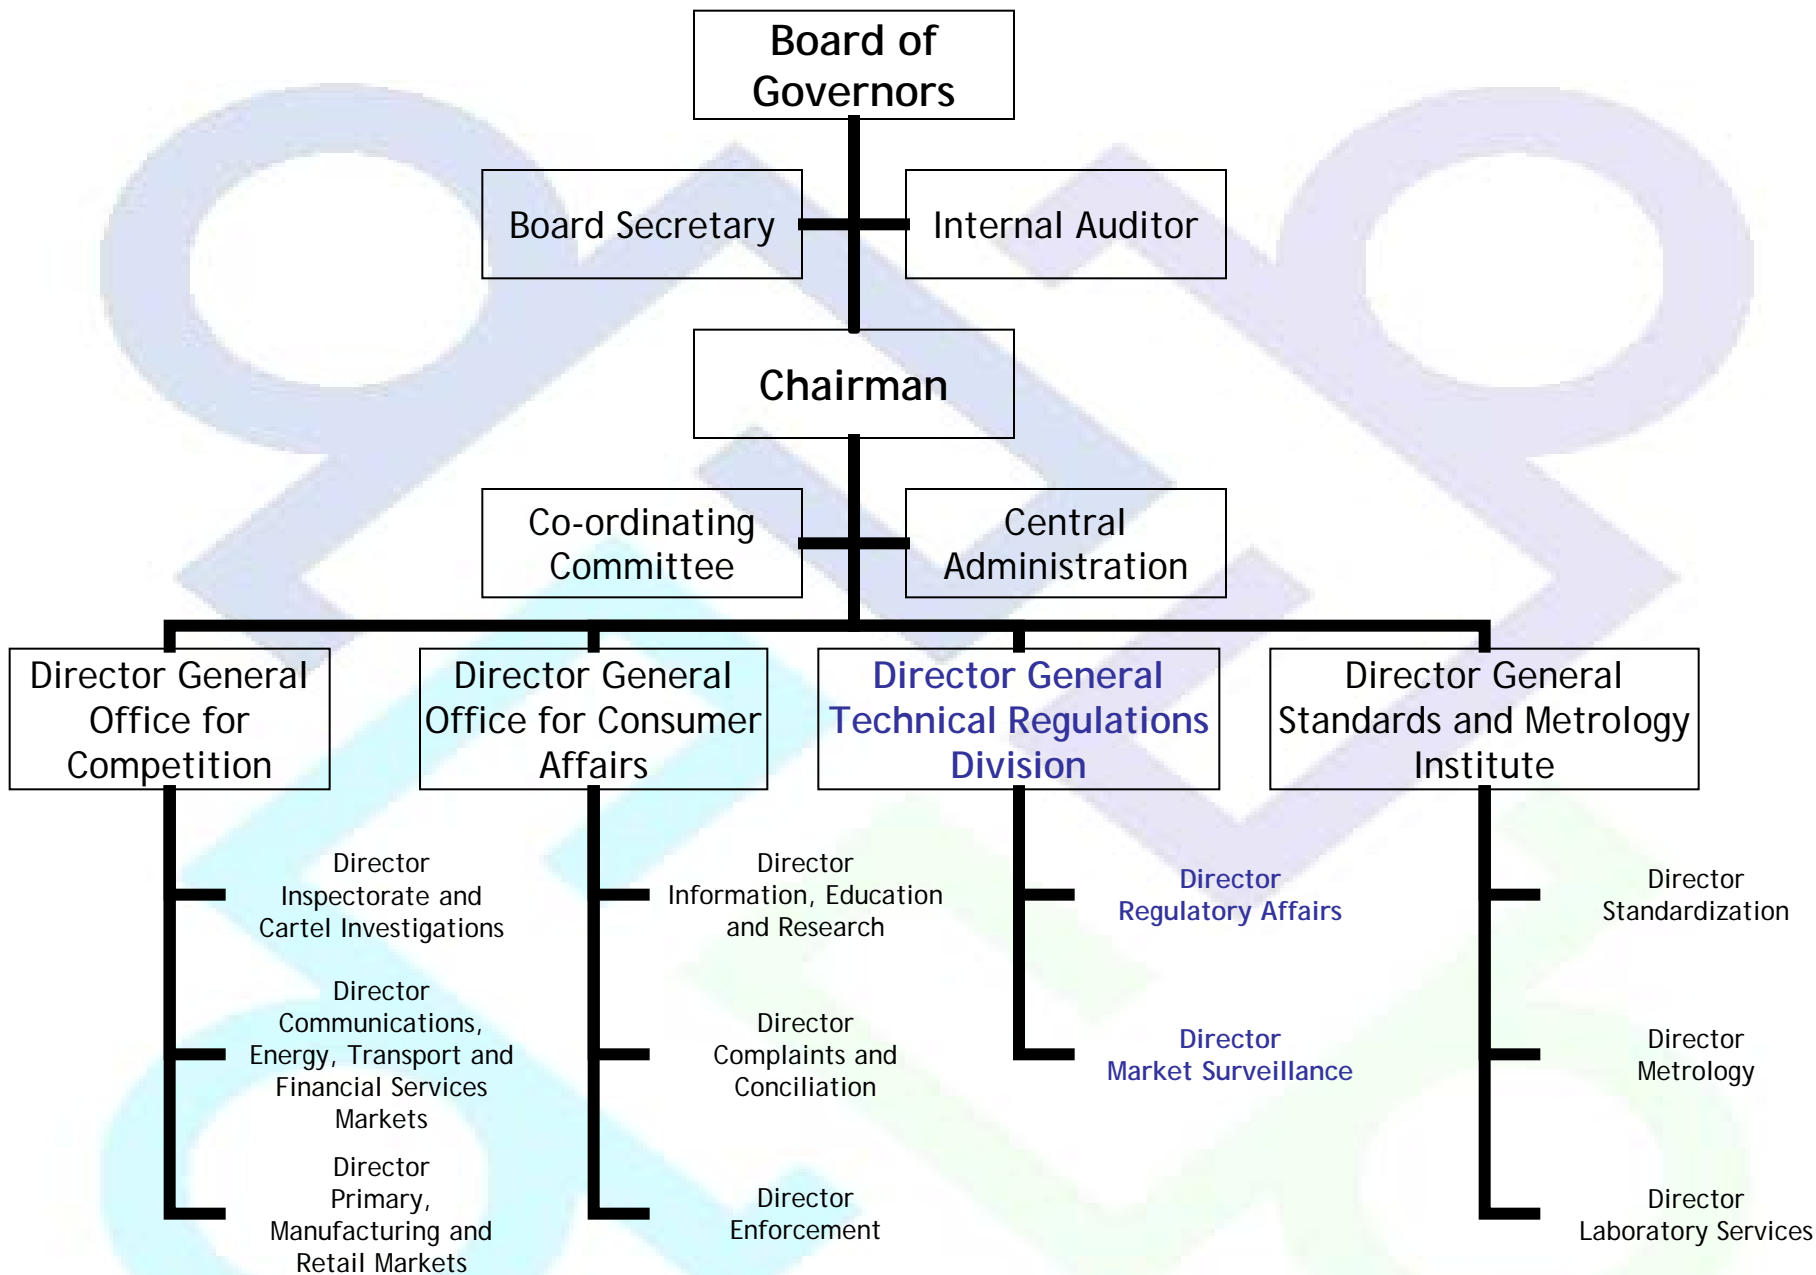 Board of
Governors
Board Secretary
Internal Auditor
Chairman
Co-ordinating
Committee
Central
Administration
Director General
Office for
Competition
Director General
Office for Consumer
Affairs
Director General
Technical Regulations
Division
Director General
Standards and Metrology
Institute
Director
Inspectorate and
Cartel Investigations
Director
Communications,
Energy, Transport and
Financial Services
Markets
Director
Primary,
Manufacturing and
Retail Markets
Director
Information, Education
and Research
Director
Complaints and
Conciliation
Director
Enforcement
Director
Regulatory Affairs
Director
Market Surveillance
Director
Standardization
Director
Metrology
Director
Laboratory Services